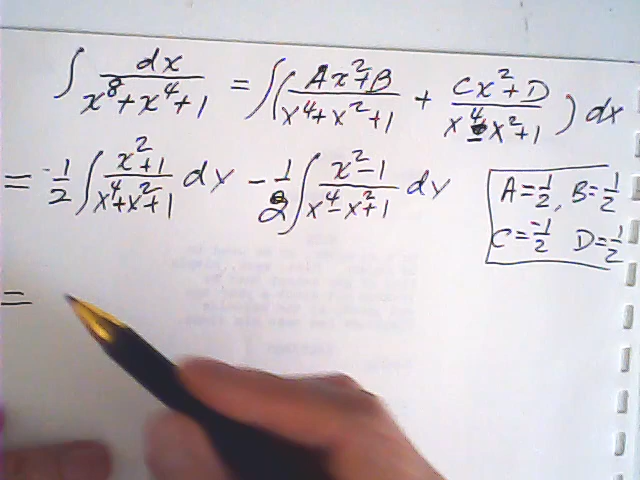 ∫ dx/(x⁸+x⁴+1) = ∫( (Ax²+B)/(x⁴+x²+1) + (Cx²+D)/(x⁴-x²+1) ) dx
= 1/2 ∫ (x²+1)/(x⁴+x²+1) dx - 1/2 ∫ (x²-1)/(x⁴-x²+1) dx
A=1/2, B=1/2
C=-1/2 D=1/2
=